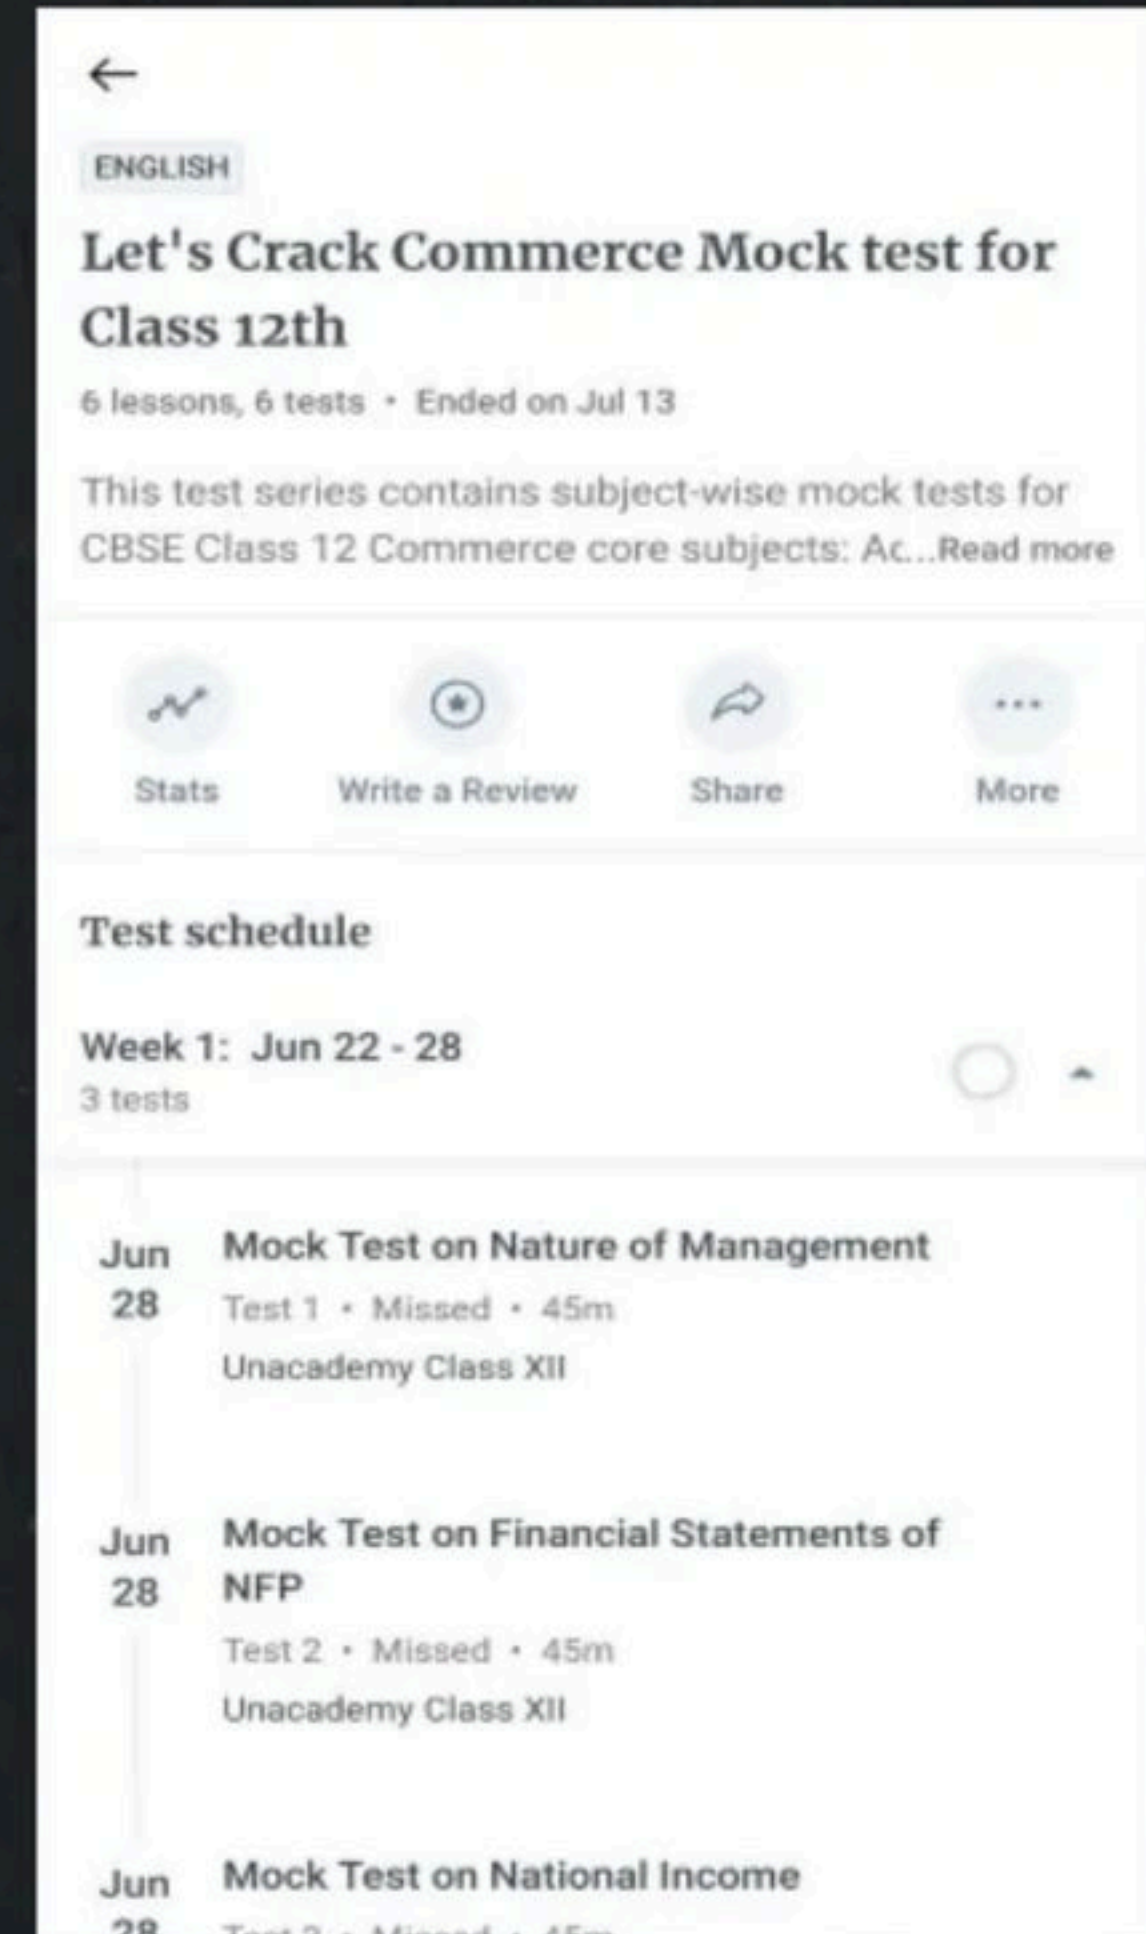 ENGLISH
Let's Crack Commerce Mock test for
Class 12th
6 lessons, 6 tests • Ended on Jul 13
This test series contains subject-wise mock tests for
CBSE Class 12 Commerce core subjects: Ac...Read more
Stats
Write a Review
Share
More
Test schedule
Week 1: Jun 22 - 28
3 tests
Jun
28
Mock Test on Nature of Management
Test 1 • Missed • 45m
Unacademy Class XII
Jun
28
Mock Test on Financial Statements of
NFP
Test 2 • Missed • 45m
Unacademy Class XII
Jun
28
Mock Test on National Income